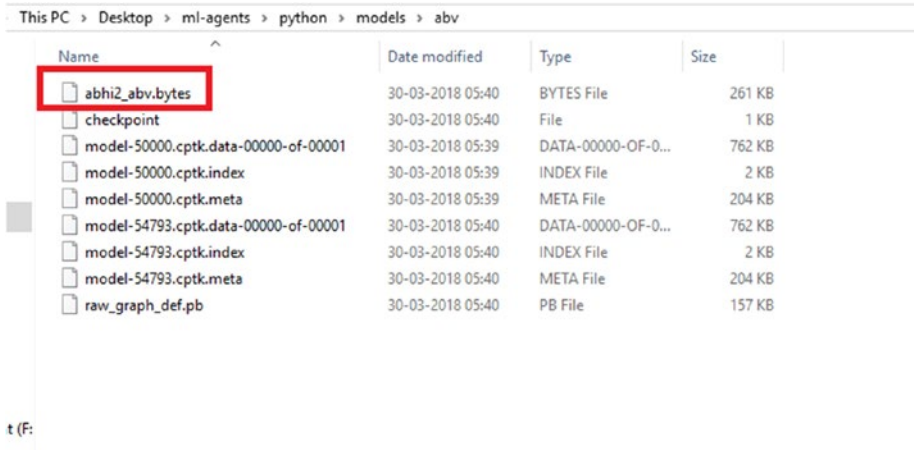 This PC > Desktop > ml-agents > python > models > abv
Name Date modified Type Size
abhi2_abv.bytes 30-03-2018 05:40 BYTES File 261 KB
checkpoint 30-03-2018 05:40 File 1 KB
model-50000.cptk.data-00000-of-00001 30-03-2018 05:39 DATA-00000-OF-0... 762 KB
model-50000.cptk.index 30-03-2018 05:39 INDEX File 2 KB
model-50000.cptk.meta 30-03-2018 05:39 META File 204 KB
model-54793.cptk.data-00000-of-00001 30-03-2018 05:40 DATA-00000-OF-0... 762 KB
model-54793.cptk.index 30-03-2018 05:40 INDEX File 2 KB
model-54793.cptk.meta 30-03-2018 05:40 META File 204 KB
raw_graph_def.pb 30-03-2018 05:40 PB File 157 KB
t (F: